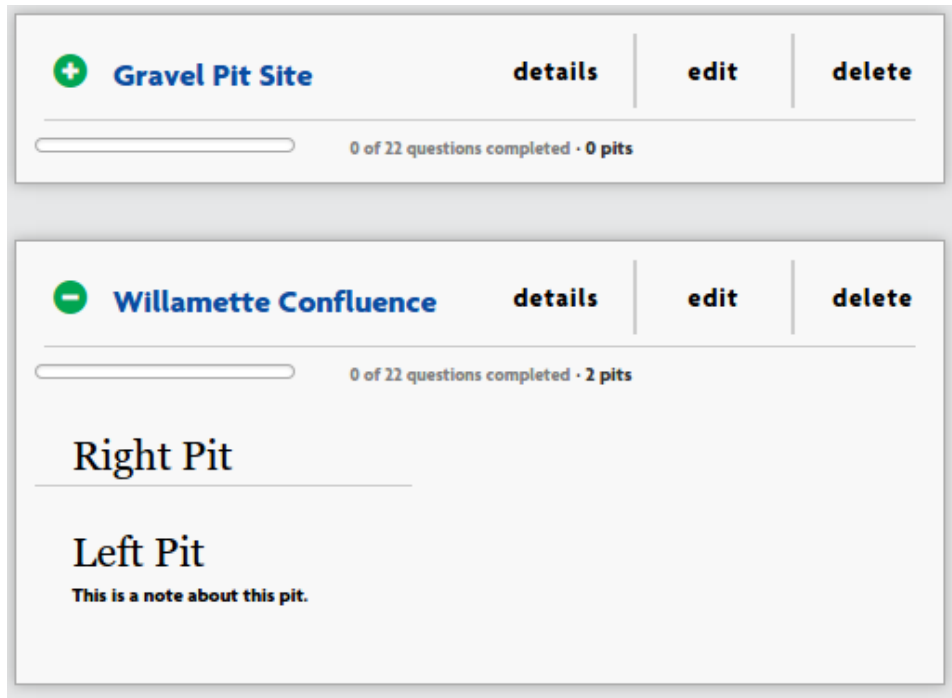 Gravel Pit Site details edit delete
0 of 22 questions completed · 0 pits
Willamette Confluence details edit delete
0 of 22 questions completed · 2 pits
Right Pit
Left Pit
This is a note about this pit.